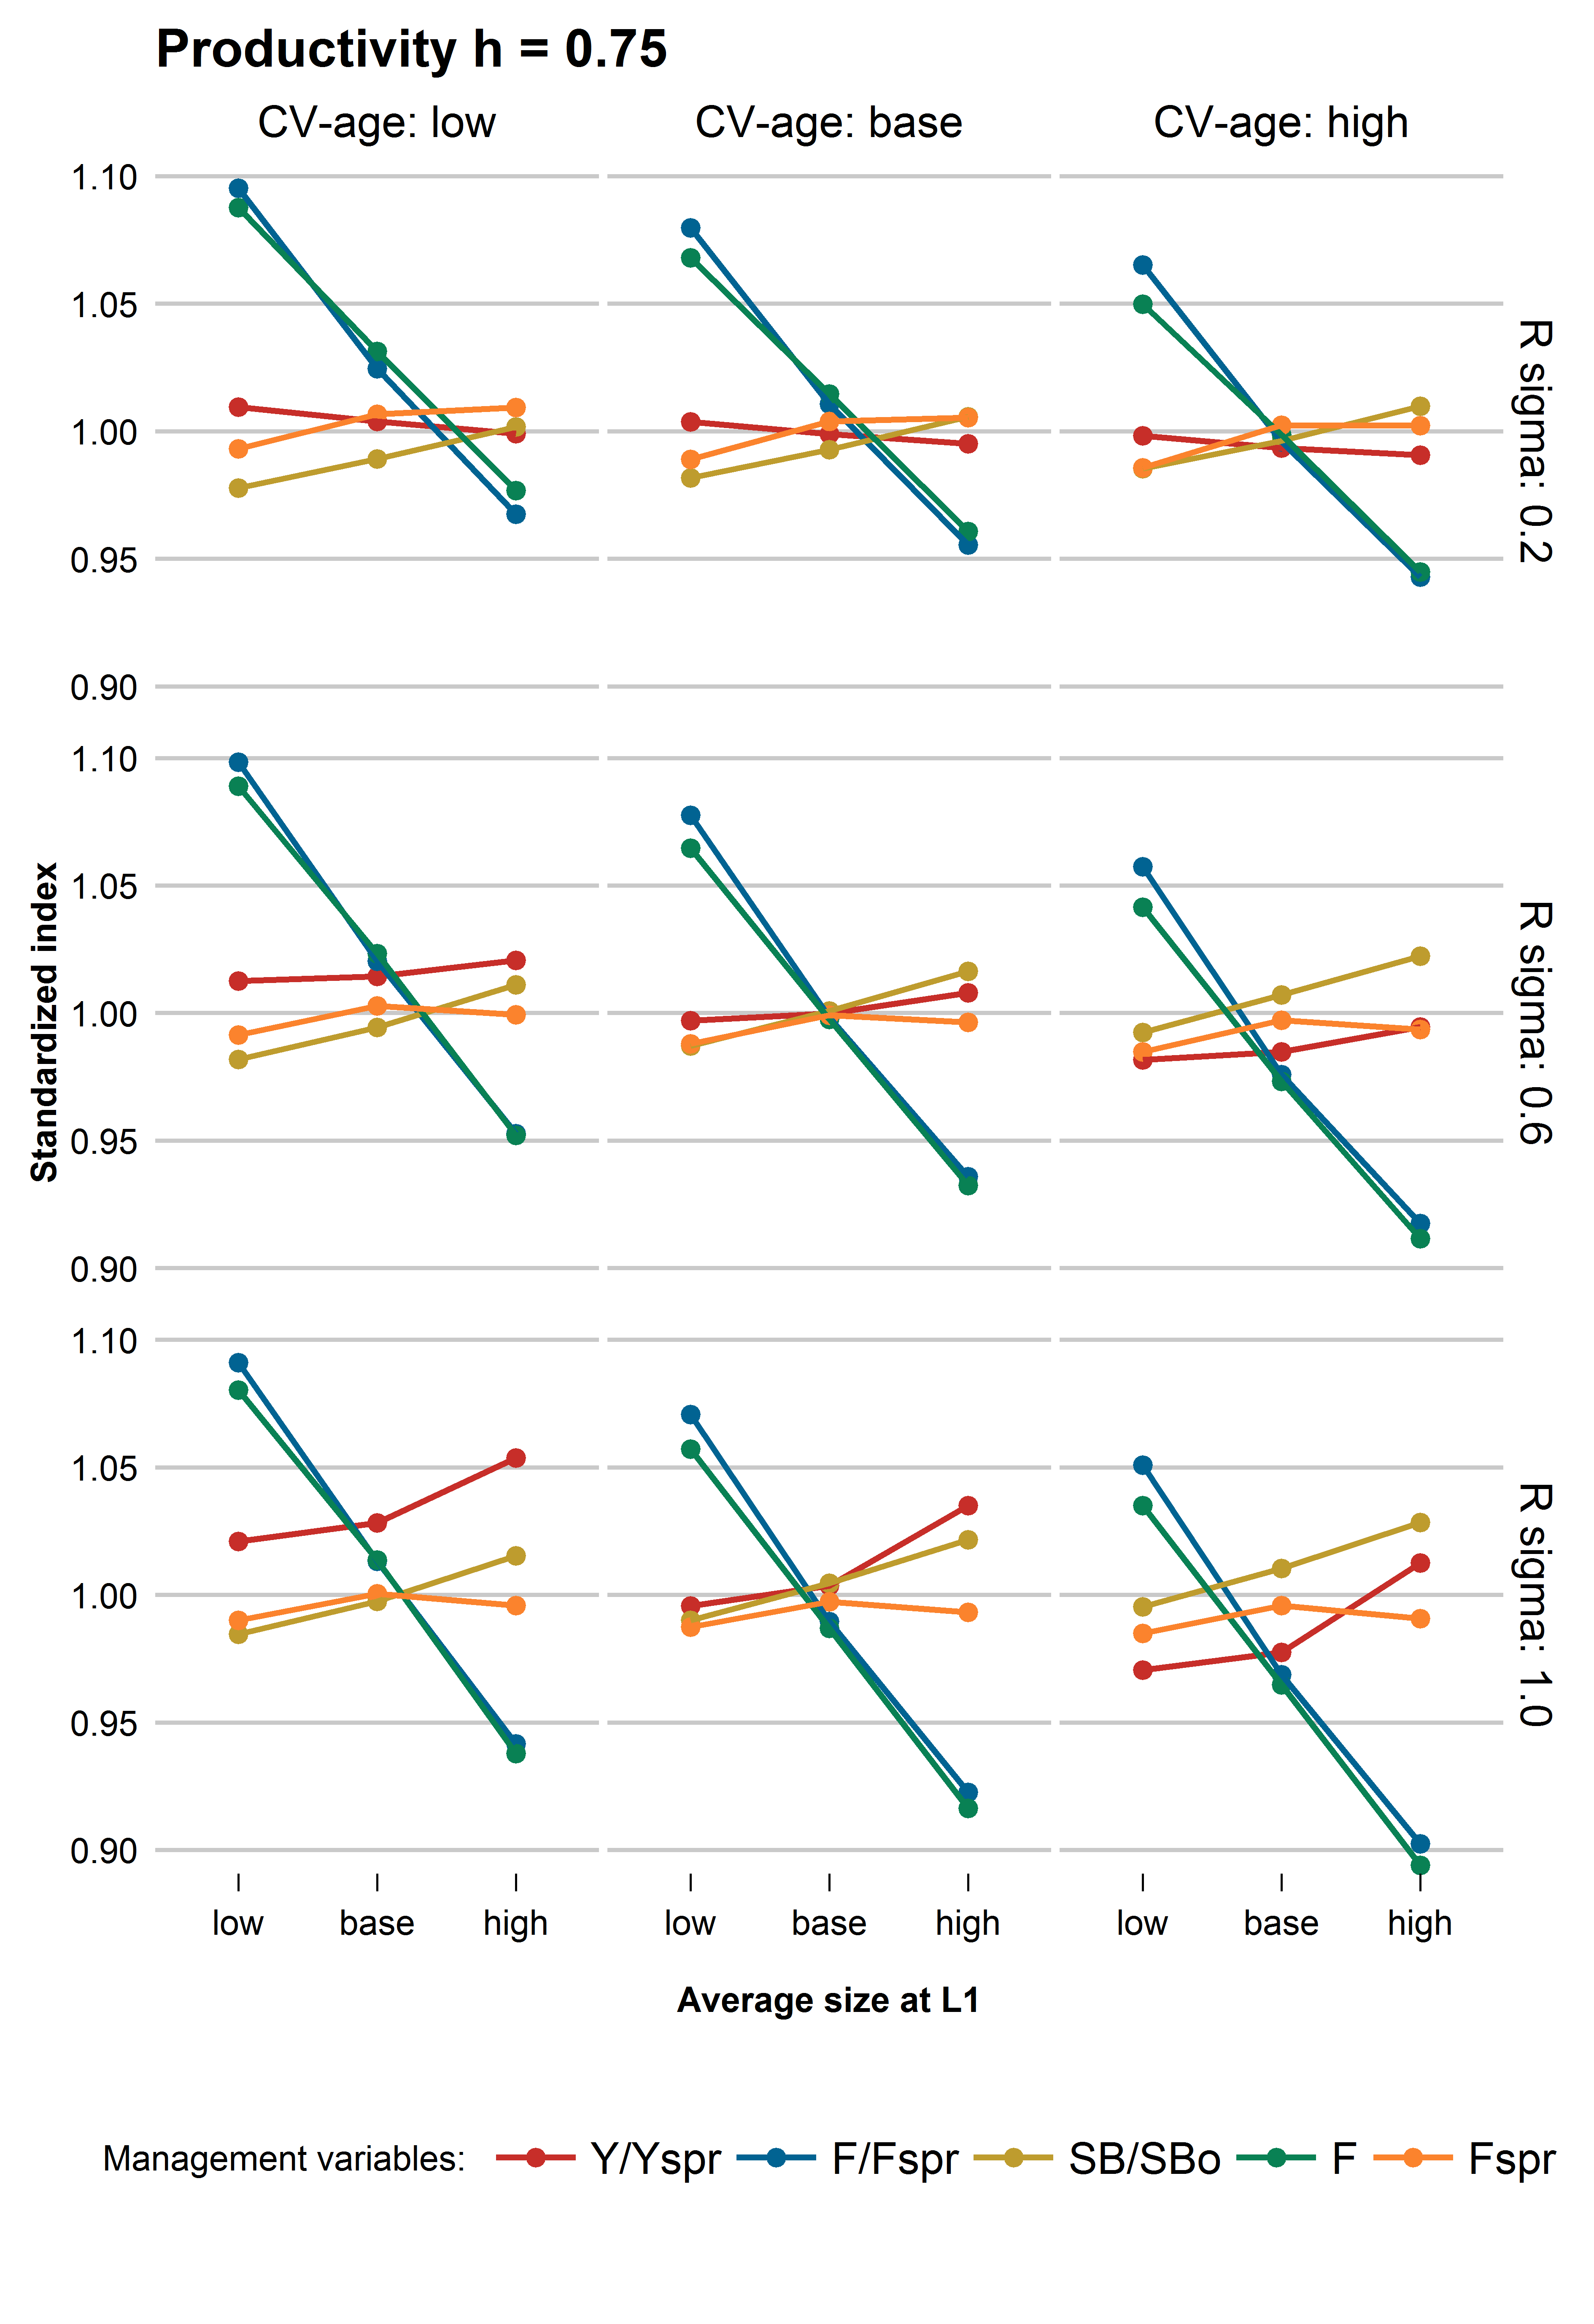 Productivity h = 0.75
CV-age: low
CV-age: base
CV-age: high
1.10
1.05
1.00
0.95
0.90
R sigma: 0.2
1.10
1.05
1.00
0.95
0.90
R sigma: 0.6
1.10
1.05
1.00
0.95
0.90
R sigma: 1.0
Standardized index
low base high
low base high
low base high
Average size at L1
Management variables: Y/Yspr F/Fspr SB/SBo F Fspr